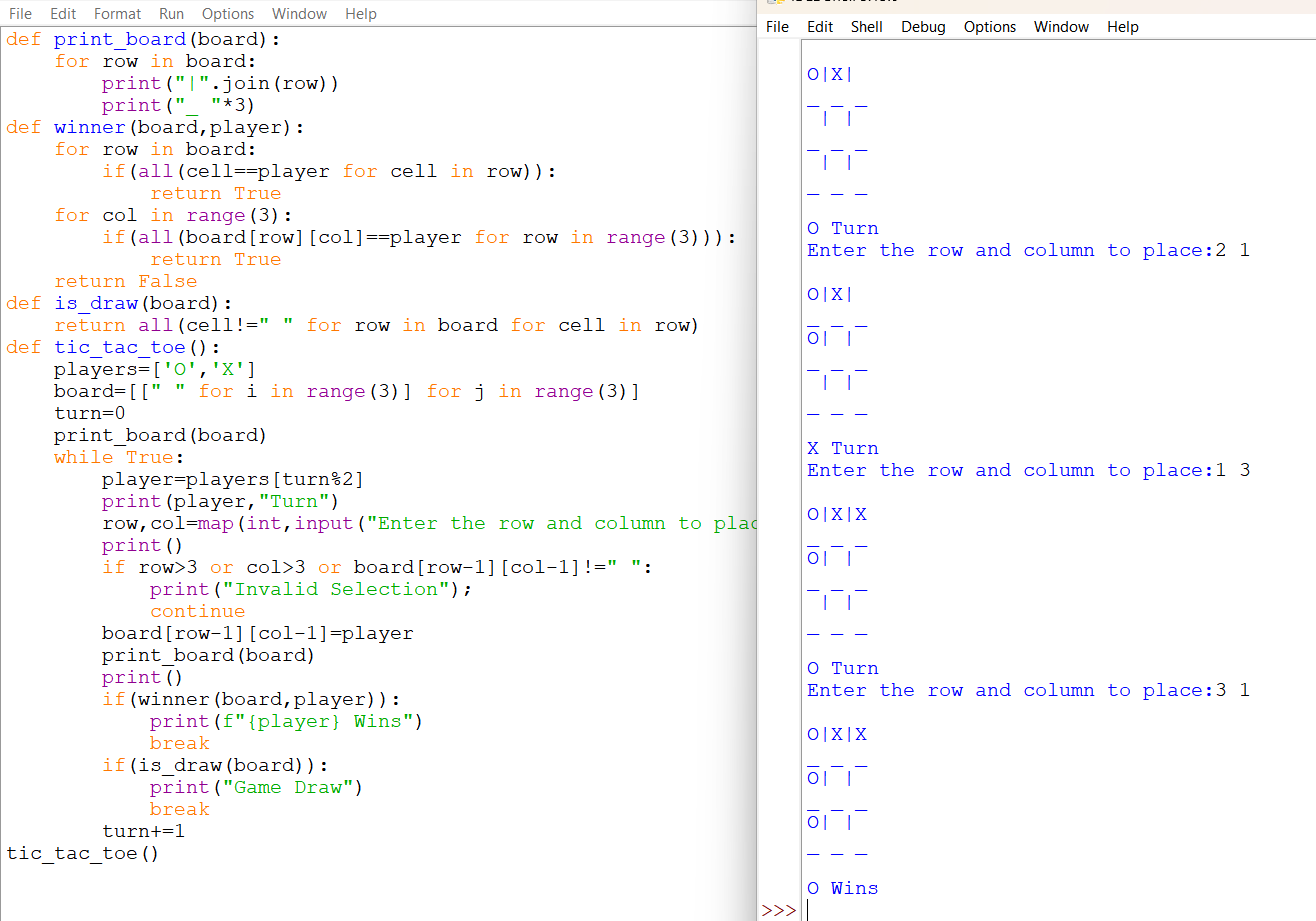 File Edit Format Run Options Window Help
def print_board(board):
    for row in board:
        print("|".join(row))
        print("_ "*3)
def winner(board,player):
    for row in board:
        if(all(cell==player for cell in row)):
            return True
    for col in range(3):
        if(all(board[row][col]==player for row in range(3))):
            return True
    return False
def is_draw(board):
    return all(cell!=" " for row in board for cell in row)
def tic_tac_toe():
    players=['O','X']
    board=[[" " for i in range(3)] for j in range(3)]
    turn=0
    print_board(board)
    while True:
        player=players[turn%2]
        print(player,"Turn")
        row,col=map(int,input("Enter the row and column to plac
        print()
        if row>3 or col>3 or board[row-1][col-1]!=" ":
            print("Invalid Selection");
            continue
        board[row-1][col-1]=player
        print_board(board)
        print()
        if(winner(board,player)):
            print(f"{player} Wins")
            break
        if(is_draw(board)):
            print("Game Draw")
            break
        turn+=1
tic_tac_toe()
File Edit Shell Debug Options Window Help
O|X|
_ _ _
 | |
_ _ _
 | |
_ _ _
O Turn
Enter the row and column to place:2 1
O|X|
_ _ _
O| |
_ _ _
 | |
_ _ _
X Turn
Enter the row and column to place:1 3
O|X|X
_ _ _
O| |
_ _ _
 | |
_ _ _
O Turn
Enter the row and column to place:3 1
O|X|X
_ _ _
O| |
_ _ _
O| |
_ _ _
O Wins
>>>